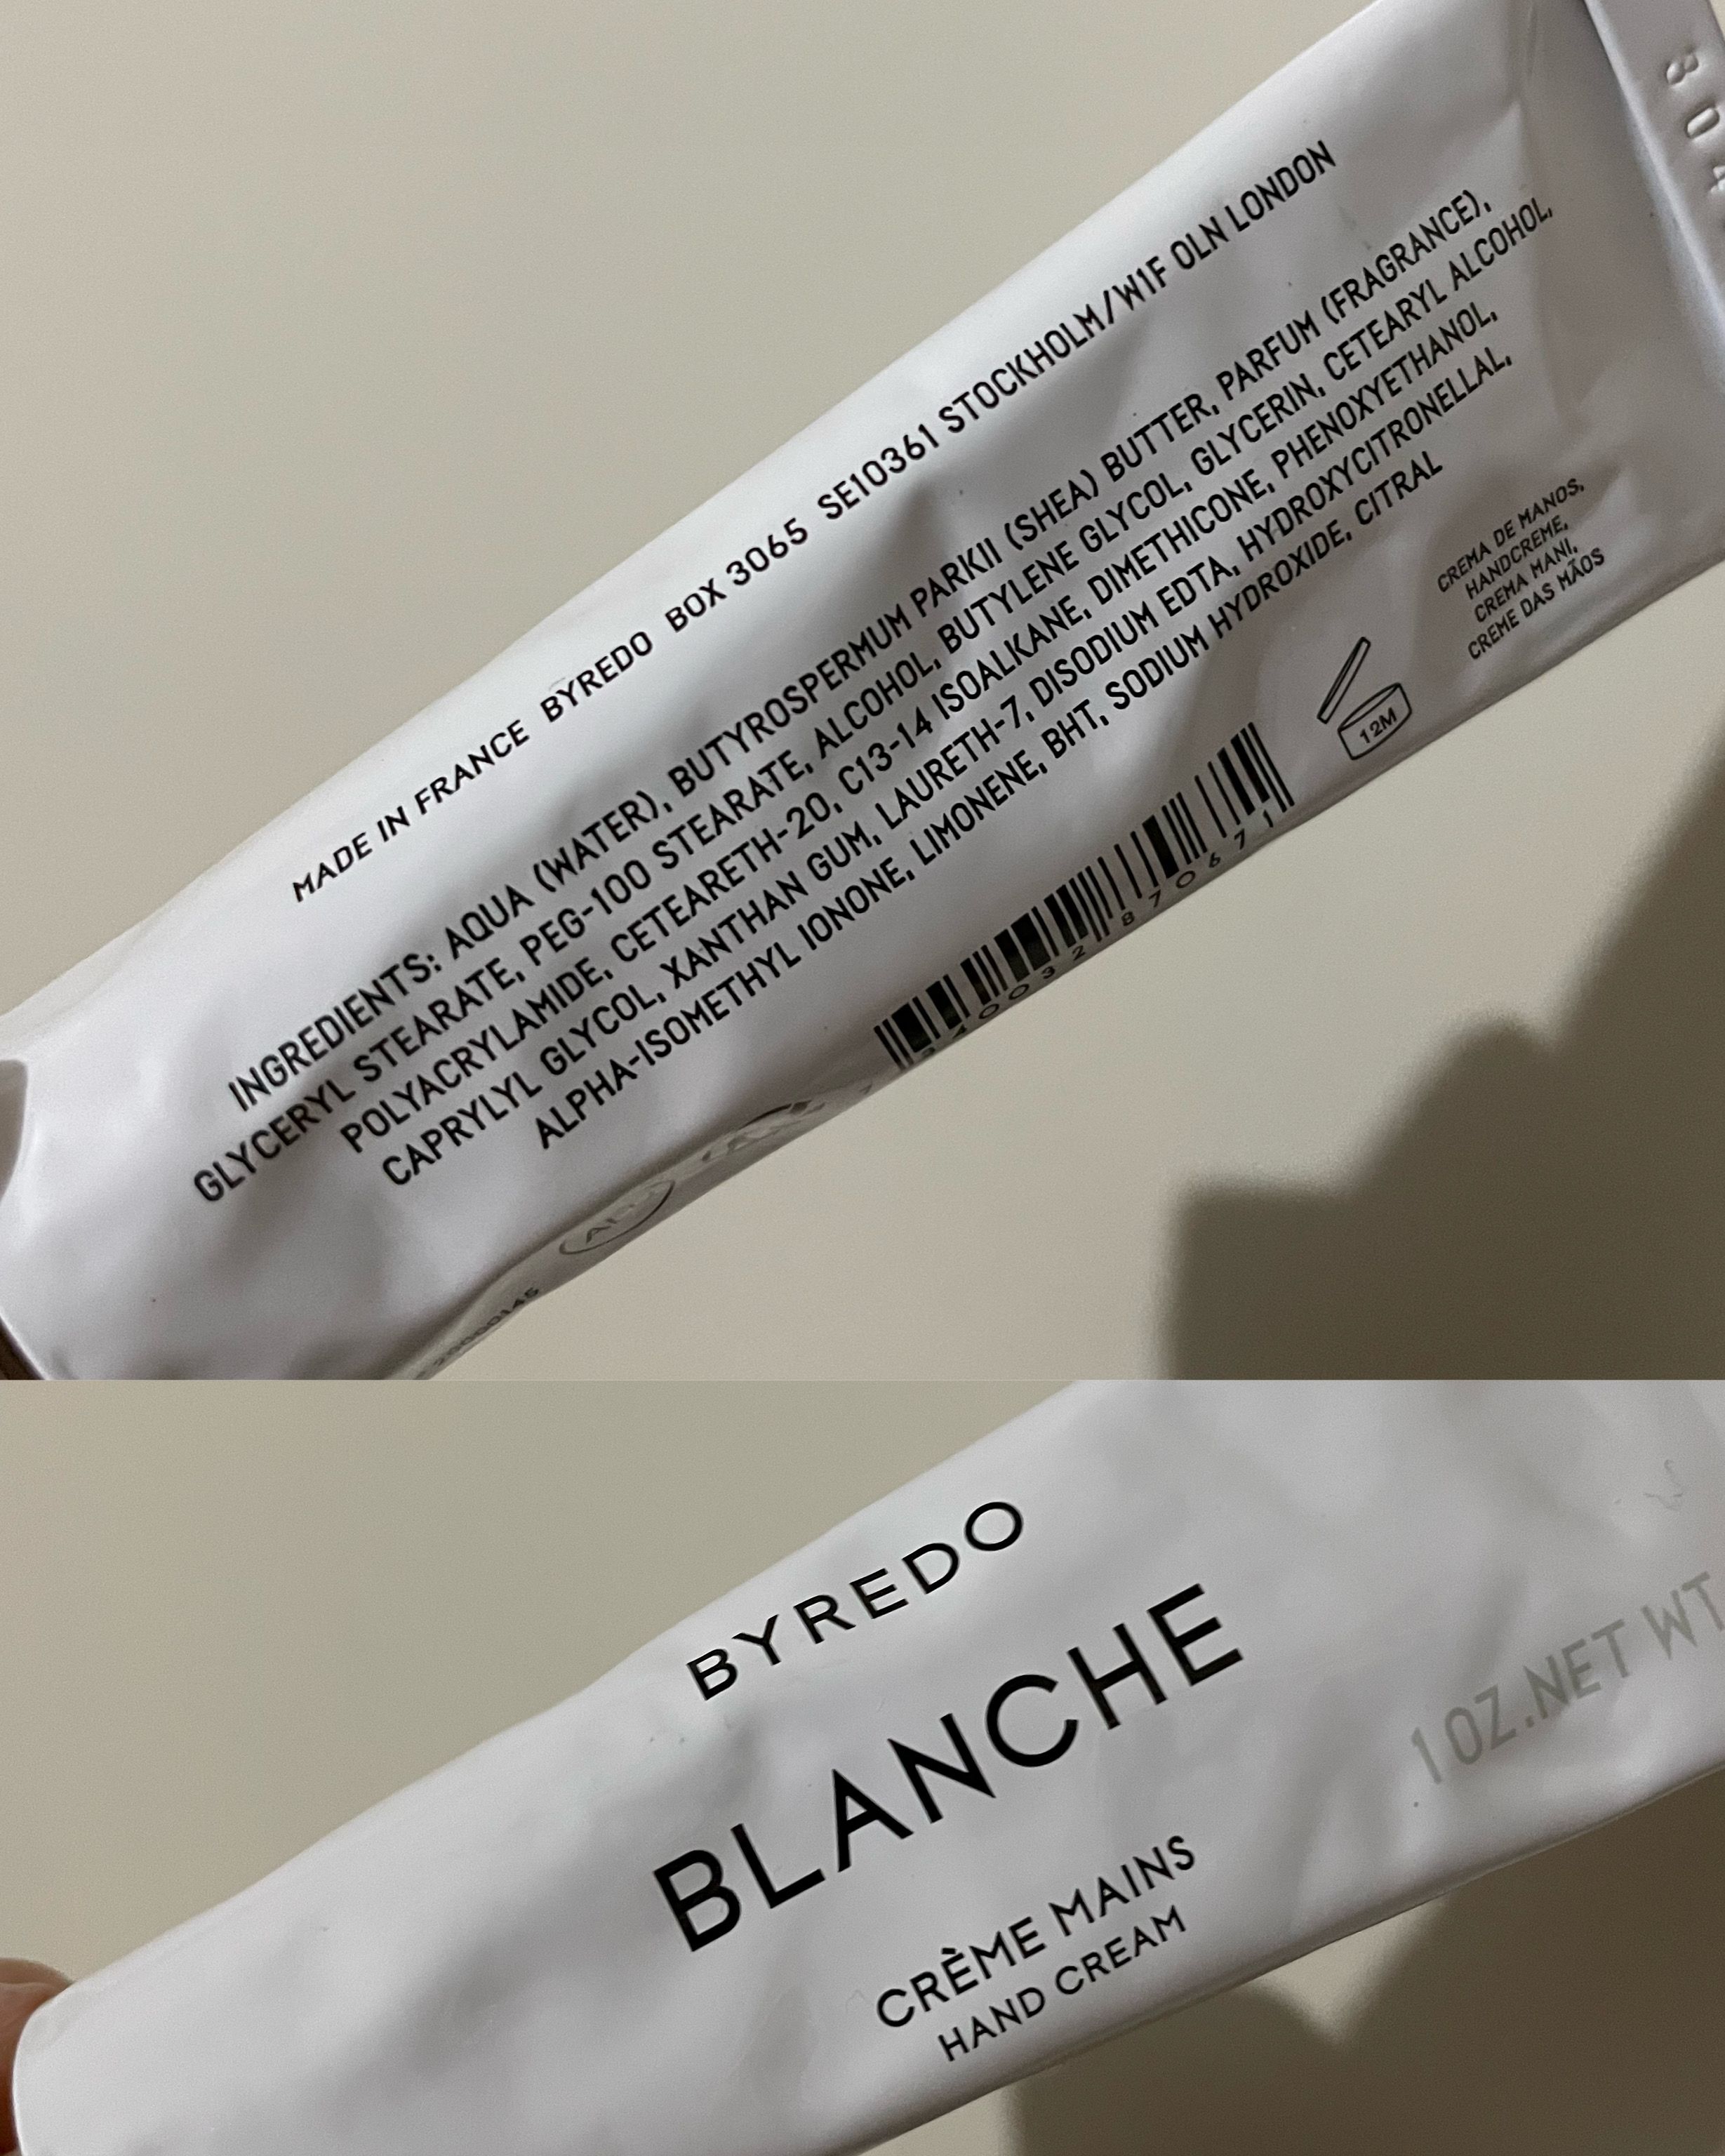 304
MADE IN FRANCE BYREDO BOX 3065 SE10361 STOCKHOLM/W1F 0LN LONDON
INGREDIENTS: AQUA (WATER), BUTYROSPERMUM PARKII (SHEA) BUTTER, PARFUM (FRAGRANCE),
GLYCERYL STEARATE, PEG-100 STEARATE, ALCOHOL, BUTYLENE GLYCOL, GLYCERIN, CETEARYL ALCOHOL,
POLYACRYLAMIDE, CETEARETH-20, C13-14 ISOALKANE, DIMETHICONE, PHENOXYETHANOL,
CAPRYLYL GLYCOL, XANTHAN GUM, LAURETH-7, DISODIUM EDTA, HYDROXYCITRONELLAL,
ALPHA-ISOMETHYL IONONE, LIMONENE, BHT, SODIUM HYDROXIDE, CITRAL
CREMA DE MANOS,
HANDCREME,
CREMA MANI,
CREME DAS MÃOS
12M
3400032870671
BYREDO
BLANCHE
CRÈME MAINS
HAND CREAM
1 OZ.NET WT